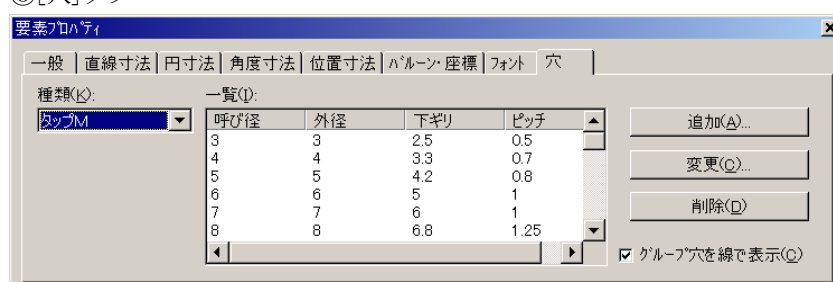 要素ﾌﾟﾛﾊﾟﾃｨ
一般 直線寸法 円寸法 角度寸法 位置寸法 ﾊﾞﾙｰﾝ･座標 ﾌｫﾝﾄ 穴
種類(K): 一覧(I):
ﾀｯﾌﾟM 呼び径 外径 下ギリ ピッチ 追加(A)...
3 3 2.5 0.5
4 4 3.3 0.7
5 5 4.2 0.8 変更(C)...
6 6 5 1
7 7 6 1 削除(D)
8 8 6.8 1.25
ｸﾞﾙｰﾌﾟ穴を線で表示(C)